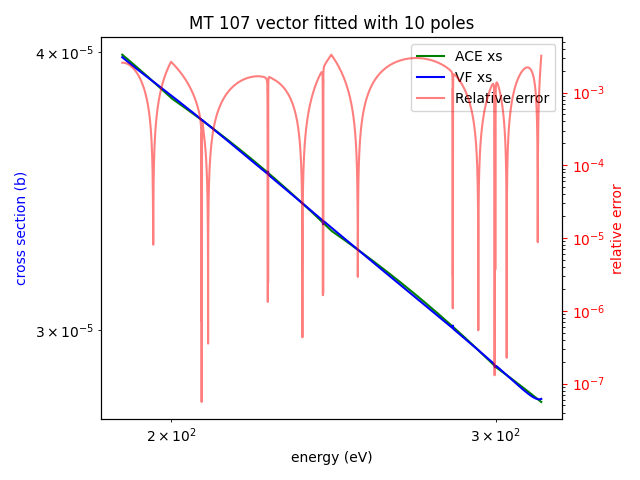 MT 107 vector fitted with 10 poles
ACE xs
VF xs
Relative error
4 × 10⁻⁵
3 × 10⁻⁵
cross section (b)
10⁻³
10⁻⁴
10⁻⁵
10⁻⁶
10⁻⁷
relative error
2 × 10²
3 × 10²
energy (eV)